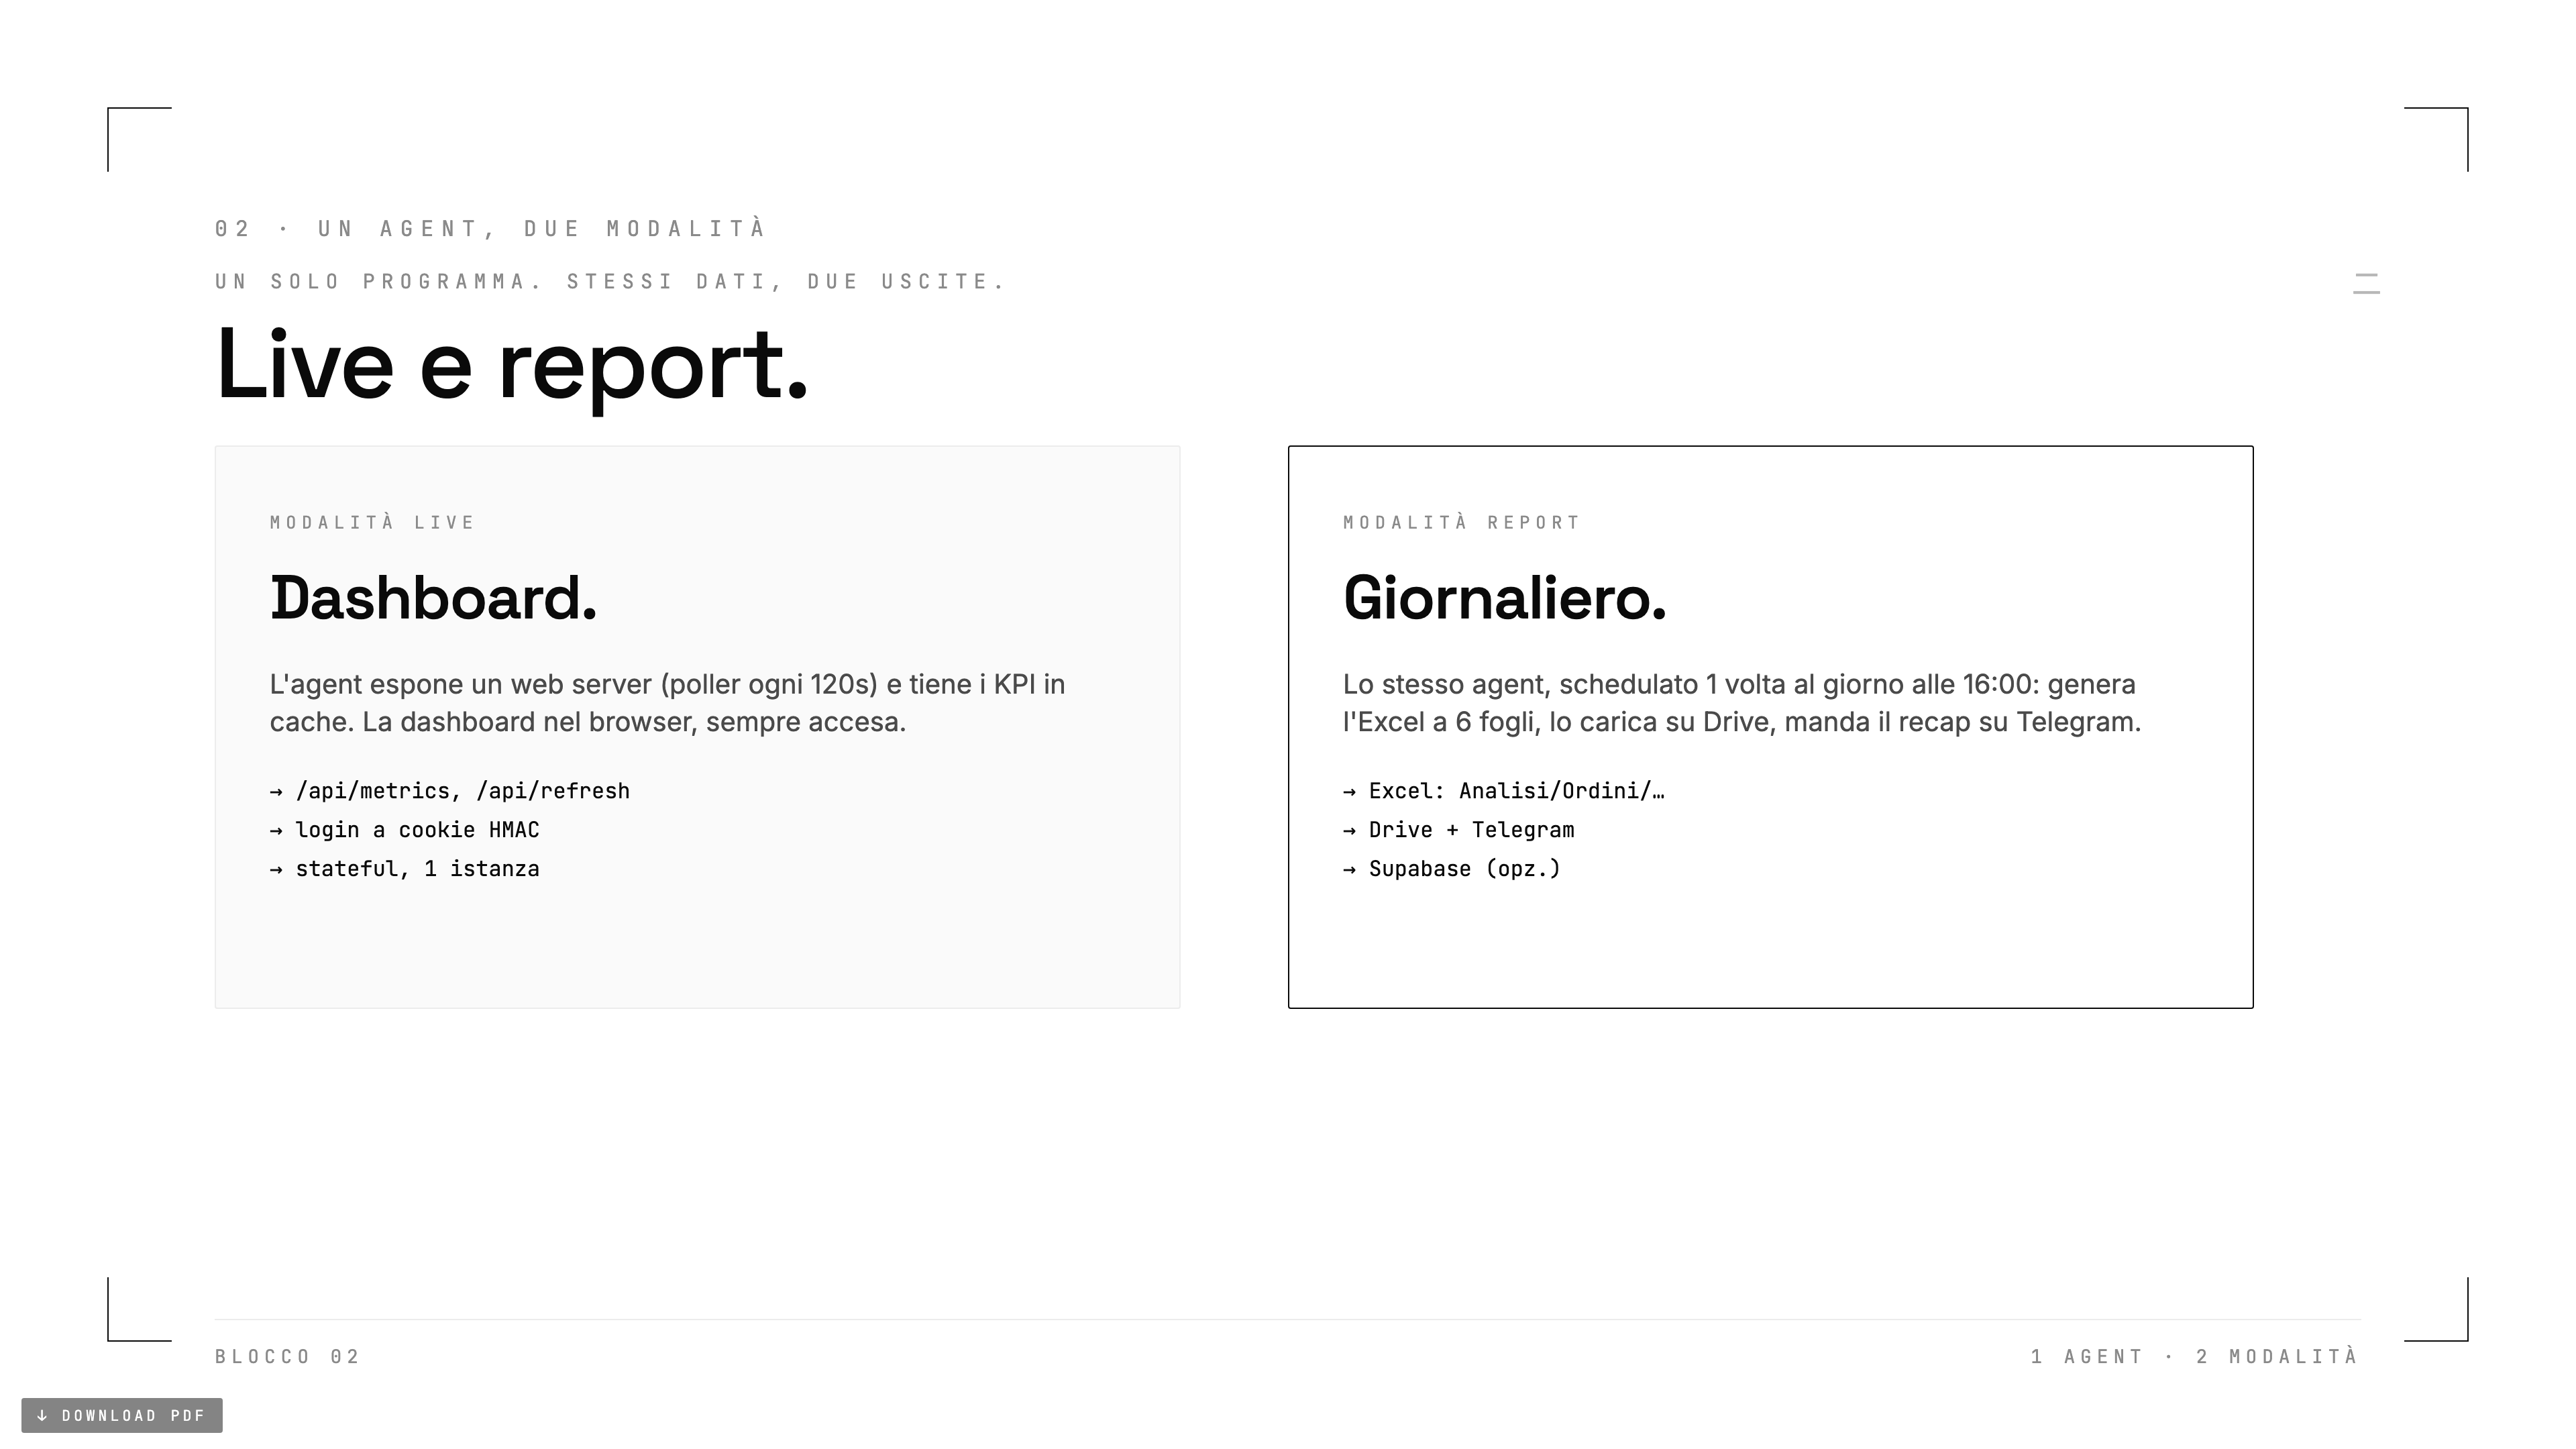 02 · UN AGENT, DUE MODALITÀ
UN SOLO PROGRAMMA. STESSI DATI, DUE USCITE.
Live e report.
MODALITÀ LIVE
Dashboard.
L'agent espone un web server (poller ogni 120s) e tiene i KPI in
cache. La dashboard nel browser, sempre accesa.
→ /api/metrics, /api/refresh
→ login a cookie HMAC
→ stateful, 1 istanza
MODALITÀ REPORT
Giornaliero.
Lo stesso agent, schedulato 1 volta al giorno alle 16:00: genera
l'Excel a 6 fogli, lo carica su Drive, manda il recap su Telegram.
→ Excel: Analisi/Ordini/…
→ Drive + Telegram
→ Supabase (opz.)
BLOCCO 02
1 AGENT · 2 MODALITÀ
↓ DOWNLOAD PDF